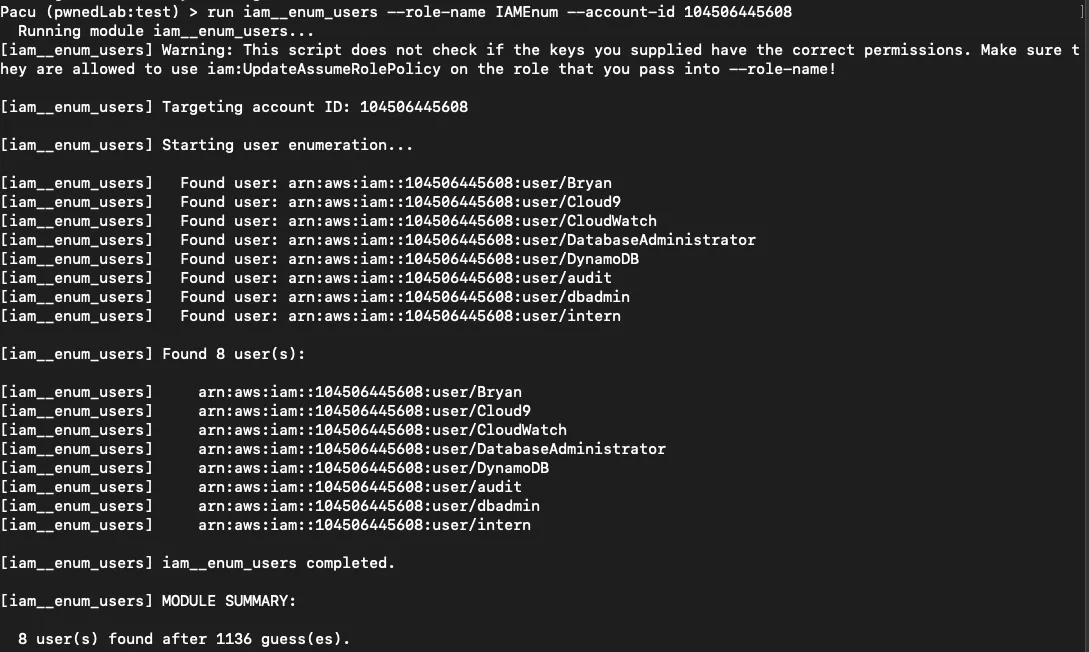 Pacu (pwnedLab:test) > run iam__enum_users --role-name IAMEnum --account-id 104506445608
Running module iam__enum_users...
[iam__enum_users] Warning: This script does not check if the keys you supplied have the correct permissions. Make sure t
hey are allowed to use iam:UpdateAssumeRolePolicy on the role that you pass into --role-name!
[iam__enum_users] Targeting account ID: 104506445608
[iam__enum_users] Starting user enumeration...
[iam__enum_users]   Found user: arn:aws:iam::104506445608:user/Bryan
[iam__enum_users]   Found user: arn:aws:iam::104506445608:user/Cloud9
[iam__enum_users]   Found user: arn:aws:iam::104506445608:user/CloudWatch
[iam__enum_users]   Found user: arn:aws:iam::104506445608:user/DatabaseAdministrator
[iam__enum_users]   Found user: arn:aws:iam::104506445608:user/DynamoDB
[iam__enum_users]   Found user: arn:aws:iam::104506445608:user/audit
[iam__enum_users]   Found user: arn:aws:iam::104506445608:user/dbadmin
[iam__enum_users]   Found user: arn:aws:iam::104506445608:user/intern
[iam__enum_users] Found 8 user(s):
[iam__enum_users]     arn:aws:iam::104506445608:user/Bryan
[iam__enum_users]     arn:aws:iam::104506445608:user/Cloud9
[iam__enum_users]     arn:aws:iam::104506445608:user/CloudWatch
[iam__enum_users]     arn:aws:iam::104506445608:user/DatabaseAdministrator
[iam__enum_users]     arn:aws:iam::104506445608:user/DynamoDB
[iam__enum_users]     arn:aws:iam::104506445608:user/audit
[iam__enum_users]     arn:aws:iam::104506445608:user/dbadmin
[iam__enum_users]     arn:aws:iam::104506445608:user/intern
[iam__enum_users] iam__enum_users completed.
[iam__enum_users] MODULE SUMMARY:
8 user(s) found after 1136 guess(es).